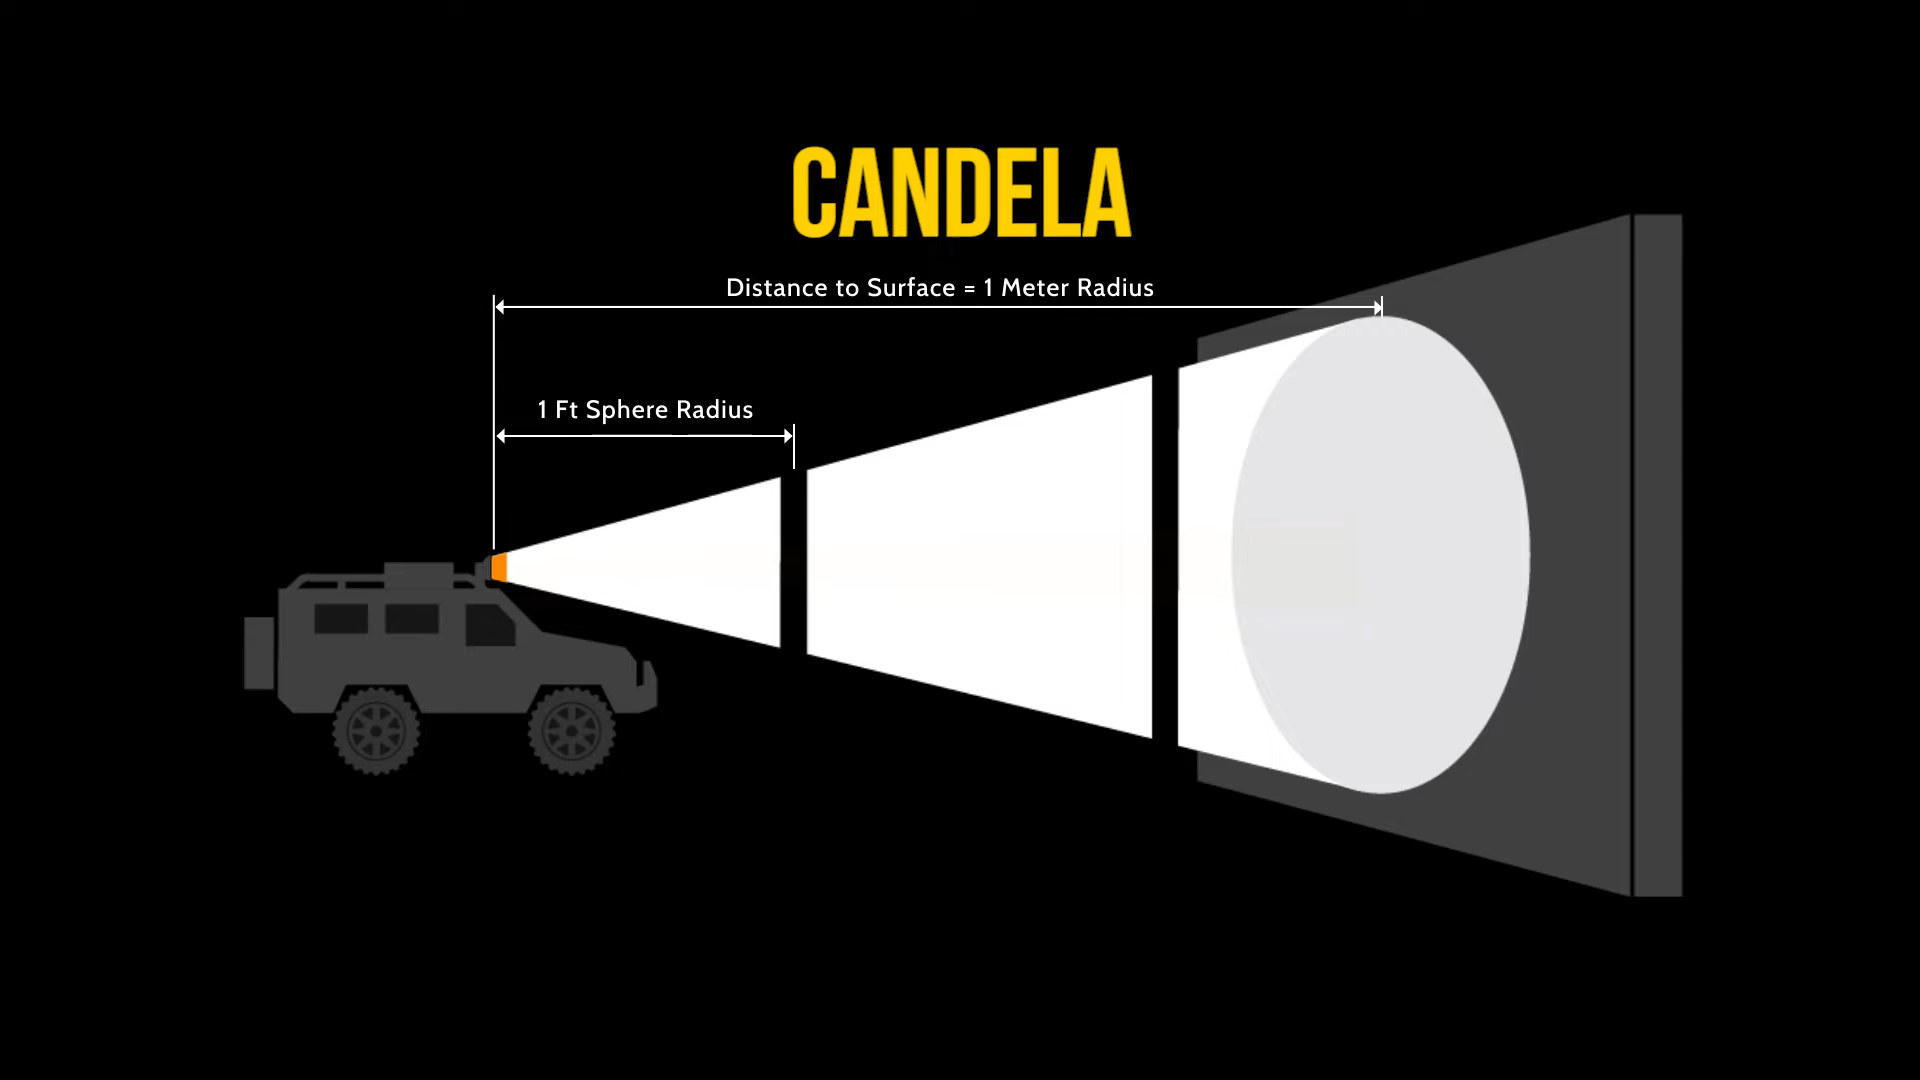 CANDELA
Distance to Surface = 1 Meter Radius
1 Ft Sphere Radius